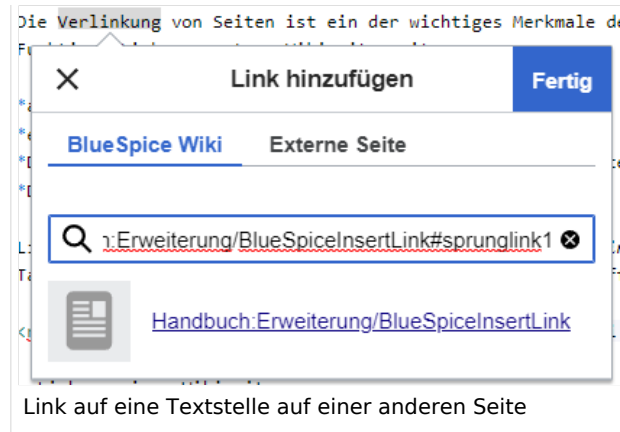 Die Verlinkung von Seiten ist ein der wichtiges Merkmale
Link hinzufügen
Fertig
BlueSpice Wiki
Externe Seite
:Erweiterung/BlueSpiceInsertLink#sprunglink1
Handbuch:Erweiterung/BlueSpiceInsertLink
Link auf eine Textstelle auf einer anderen Seite